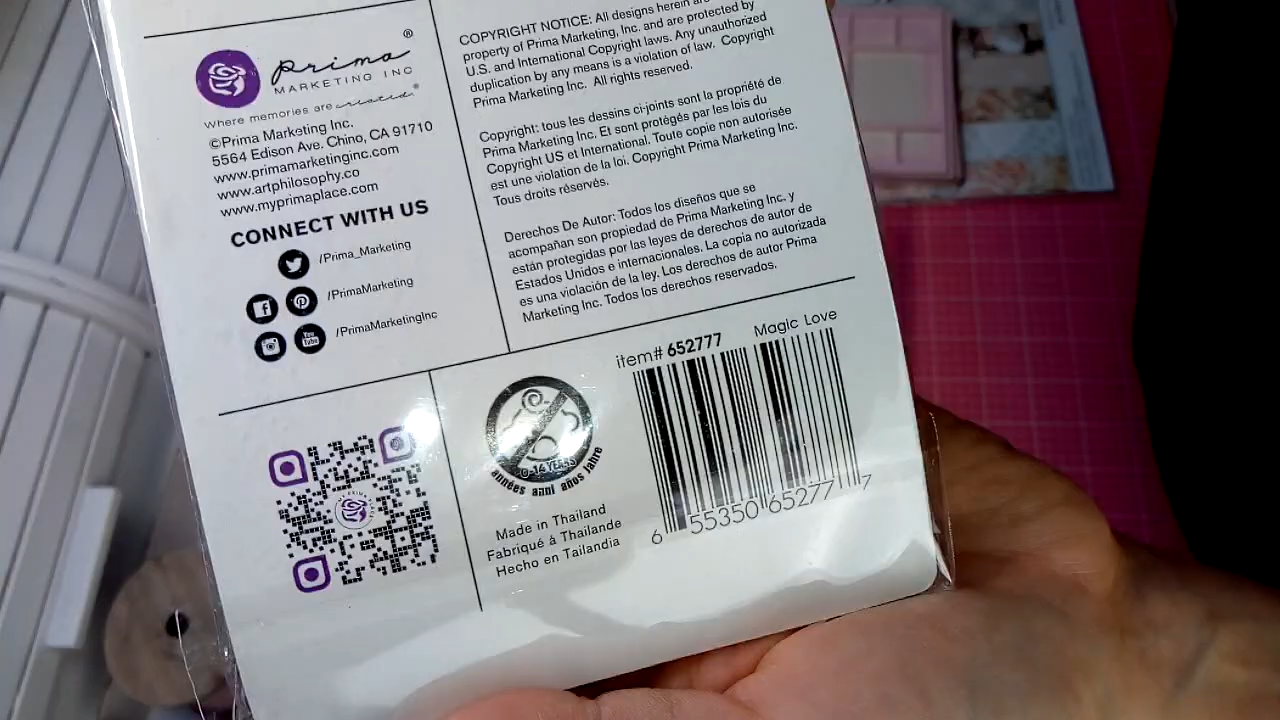 prima®
MARKETING INC
Where memories are created.®
©Prima Marketing Inc.
5564 Edison Ave. Chino, CA 91710
www.primamarketinginc.com
www.artphilosophy.co
www.myprimaplace.com
CONNECT WITH US
/Prima_Marketing
/PrimaMarketing
You
Tube
/PrimaMarketingInc
COPYRIGHT NOTICE: All designs herein are
property of Prima Marketing, Inc. and are protected by
U.S. and International Copyright laws. Any unauthorized
duplication by any means is a violation of law. Copyright
Prima Marketing Inc. All rights reserved.
Copyright: tous les dessins ci-joints sont la propriété de
Prima Marketing Inc. Et sont protégés par les lois du
Copyright US et International. Toute copie non autorisée
est une violation de la loi. Copyright Prima Marketing Inc.
Tous droits réservés.
Derechos De Autor: Todos los diseños que se
acompañan son propiedad de Prima Marketing Inc. y
están protegidas por las leyes de derechos de autor de
Estados Unidos e internacionales. La copia no autorizada
es una violación de la ley. Los derechos de autor Prima
Marketing Inc. Todos los derechos reservados.
0-14 YEARS
années anni años jahre
Made in Thailand
Fabriqué á Thailande
Hecho en Tailandia
item# 652777 Magic Love
6 55350 65277 7